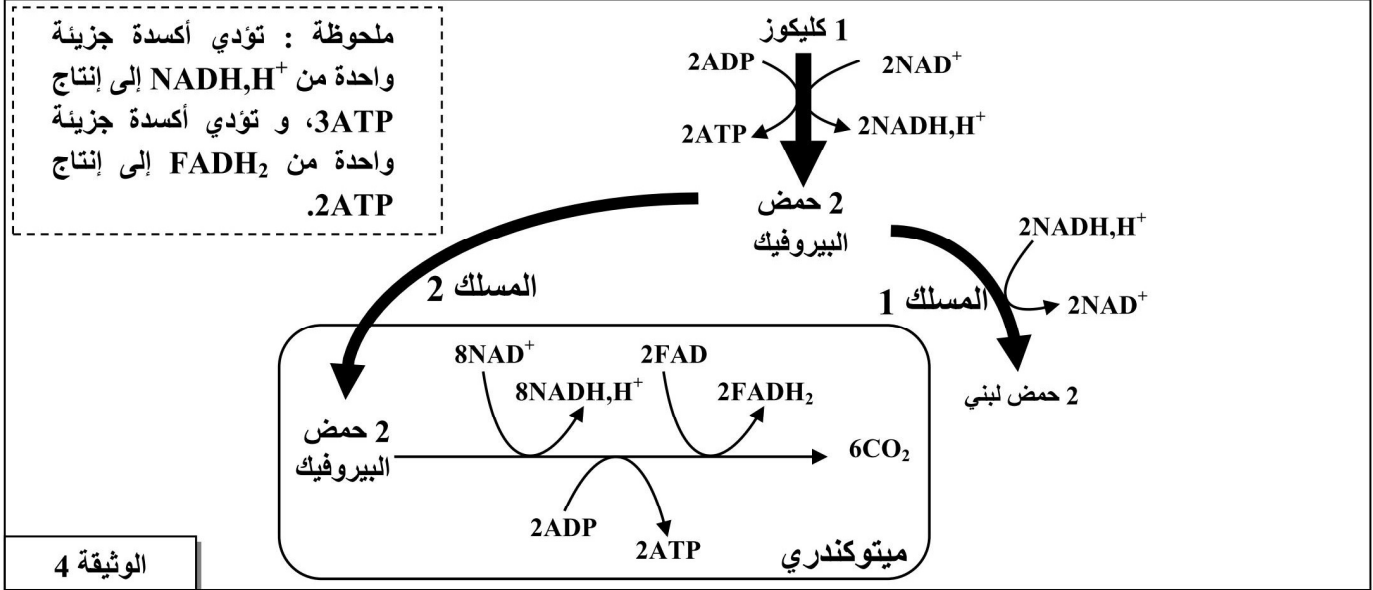 ملحوظة : تؤدي أكسدة جزيئة
واحدة من NADH,H⁺ إلى إنتاج
3ATP، و تؤدي أكسدة جزيئة
واحدة من FADH₂ إلى إنتاج
2ATP.
1 كليكوز
2ADP
2NAD⁺
2ATP
2NADH,H⁺
2 حمض
البيروفيك
2NADH,H⁺
المسلك 2
المسلك 1
2NAD⁺
2 حمض لبني
8NAD⁺
2FAD
8NADH,H⁺
2FADH₂
2 حمض
البيروفيك
6CO₂
2ADP
2ATP
ميتوكندري
الوثيقة 4